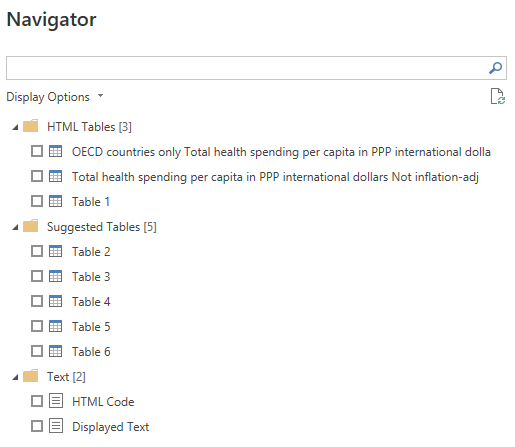 Navigator
Display Options
HTML Tables [3]
OECD countries only Total health spending per capita in PPP international dolla
Total health spending per capita in PPP international dollars Not inflation-adj
Table 1
Suggested Tables [5]
Table 2
Table 3
Table 4
Table 5
Table 6
Text [2]
HTML Code
Displayed Text